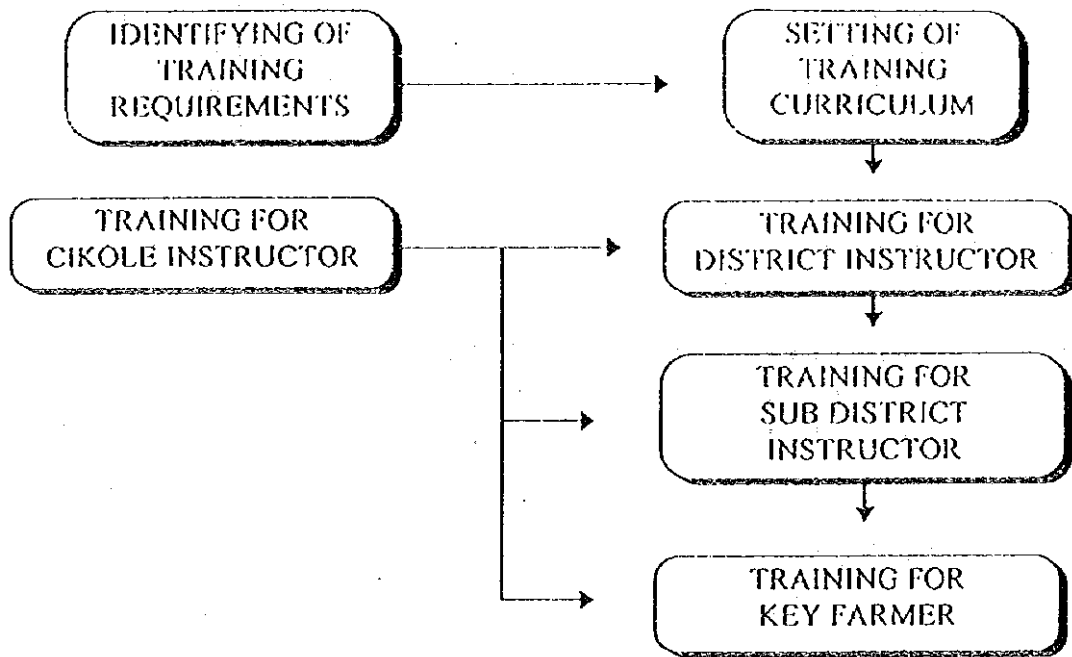 IDENTIFYING OF
TRAINING
REQUIREMENTS
SETTING OF
TRAINING
CURRICULUM
TRAINING FOR
CIKOLE INSTRUCTOR
TRAINING FOR
DISTRICT INSTRUCTOR
TRAINING FOR
SUB DISTRICT
INSTRUCTOR
TRAINING FOR
KEY FARMER